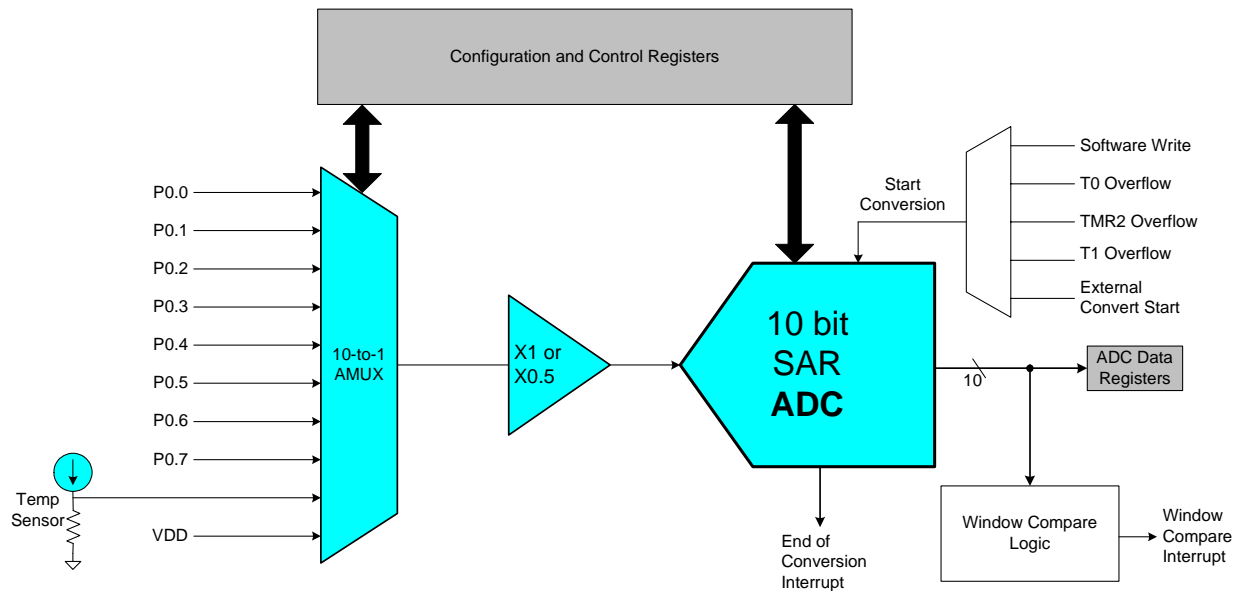 Configuration and Control Registers
Software Write
T0 Overflow
TMR2 Overflow
T1 Overflow
External
Convert Start
Start
Conversion
P0.0
P0.1
P0.2
P0.3
P0.4
P0.5
P0.6
P0.7
Temp
Sensor
VDD
10-to-1
AMUX
X1 or
X0.5
10 bit
SAR
ADC
10
ADC Data
Registers
End of
Conversion
Interrupt
Window Compare
Logic
Window
Compare
Interrupt